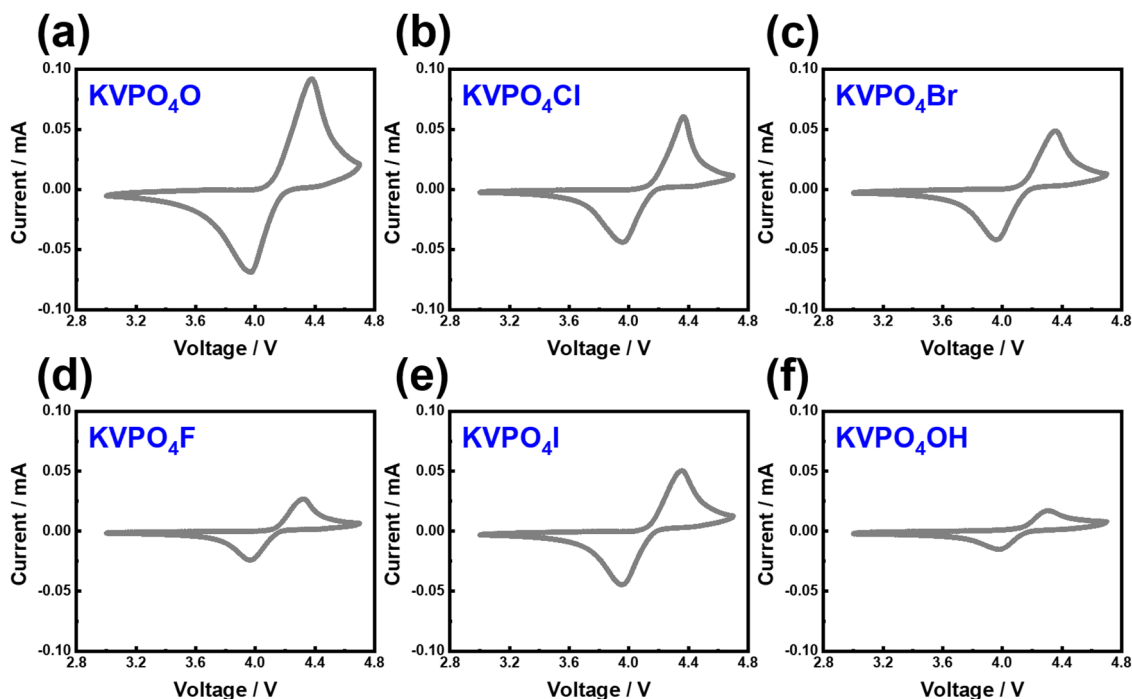 (a)
KVPO₄O
0.10
0.05
0.00
-0.05
-0.10
Current / mA
2.8 3.2 3.6 4.0 4.4 4.8
Voltage / V
(b)
KVPO₄Cl
0.10
0.05
0.00
-0.05
-0.10
Current / mA
2.8 3.2 3.6 4.0 4.4 4.8
Voltage / V
(c)
KVPO₄Br
0.10
0.05
0.00
-0.05
-0.10
Current / mA
2.8 3.2 3.6 4.0 4.4 4.8
Voltage / V
(d)
KVPO₄F
0.10
0.05
0.00
-0.05
-0.10
Current / mA
2.8 3.2 3.6 4.0 4.4 4.8
Voltage / V
(e)
KVPO₄I
0.10
0.05
0.00
-0.05
-0.10
Current / mA
2.8 3.2 3.6 4.0 4.4 4.8
Voltage / V
(f)
KVPO₄OH
0.10
0.05
0.00
-0.05
-0.10
Current / mA
2.8 3.2 3.6 4.0 4.4 4.8
Voltage / V